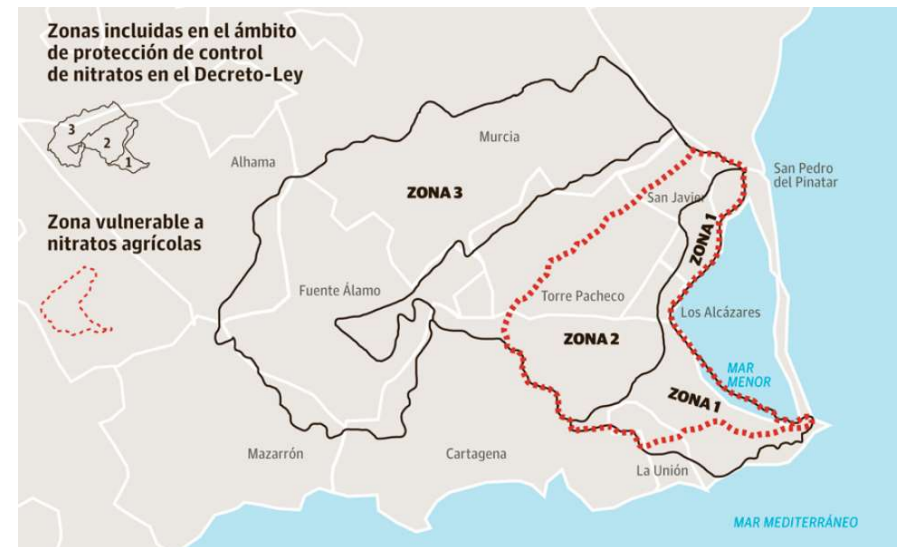 Zonas incluidas en el ámbito
de protección de control
de nitratos en el Decreto-Ley
3
2
1
Zona vulnerable a
nitratos agrícolas
Murcia
Alhama
San Pedro
del Pinatar
ZONA 3
San Javier
ZONA 1
Fuente Álamo
Torre Pacheco
Los Alcázares
ZONA 2
MAR
MENOR
ZONA 1
Mazarrón
Cartagena
La Unión
MAR MEDITERRÁNEO